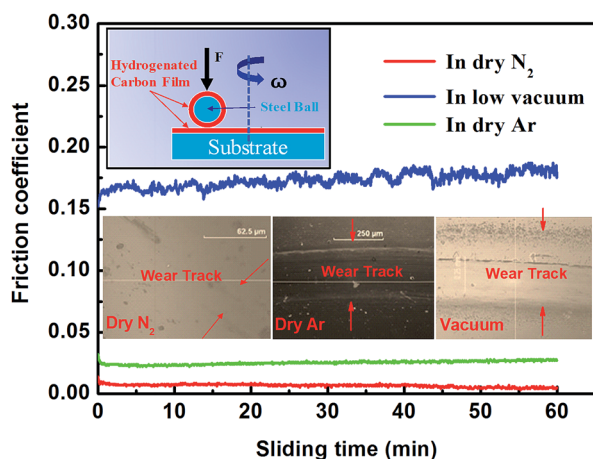 0.30
0.25
0.20
0.15
0.10
0.05
0.00
Friction coefficient
F
ω
Hydrogenated
Carbon Film
Steel Ball
Substrate
In dry N₂
In low vacuum
In dry Ar
62.5 μm
Wear Track
Dry N₂
250 μm
Wear Track
Dry Ar
Wear Track
Vacuum
0 10 20 30 40 50 60
Sliding time (min)